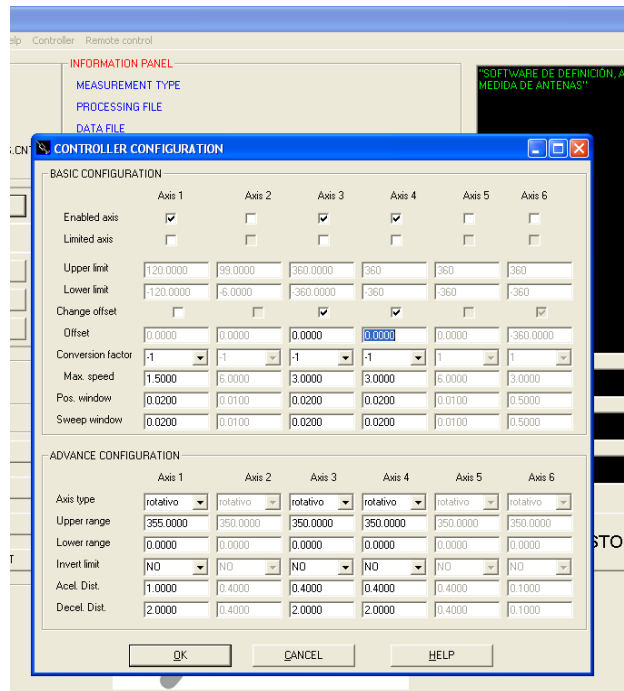 elp Controller Remote control
INFORMATION PANEL
MEASUREMENT TYPE
PROCESSING FILE
DATA FILE
"SOFTWARE DE DEFINICIÓN, A
MEDIDA DE ANTENAS"
S.CNT
CONTROLLER CONFIGURATION
BASIC CONFIGURATION
Axis 1 Axis 2 Axis 3 Axis 4 Axis 5 Axis 6
Enabled axis
Limited axis
Upper limit 120.0000 99.0000 360.0000 360 360 360
Lower limit -120.0000 -6.0000 -360.0000 -360 -360 -360
Change offset
Offset 0.0000 0.0000 0.0000 0.0000 0.0000 -360.0000
Conversion factor -1 -1 -1 -1 1 1
Max. speed 1.5000 6.0000 3.0000 3.0000 6.0000 3.0000
Pos. window 0.0200 0.0100 0.0200 0.0200 0.0100 0.5000
Sweep window 0.0200 0.0100 0.0200 0.0200 0.0100 0.5000
ADVANCE CONFIGURATION
Axis 1 Axis 2 Axis 3 Axis 4 Axis 5 Axis 6
Axis type rotativo rotativo rotativo rotativo rotativo rotativo
Upper range 355.0000 350.0000 350.0000 350.0000 350.0000 350.0000
Lower range 0.0000 0.0000 0.0000 0.0000 0.0000 0.0000
STO
Invert limit NO NO NO NO NO NO
T
Acel. Dist. 1.0000 0.4000 0.4000 0.4000 0.4000 0.1000
Decel. Dist. 2.0000 0.4000 2.0000 2.0000 0.4000 0.1000
OK CANCEL HELP